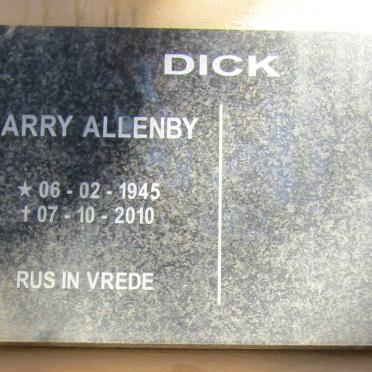 DICK
ARRY ALLENBY
★ 06 - 02 - 1945
† 07 - 10 - 2010
RUS IN VREDE